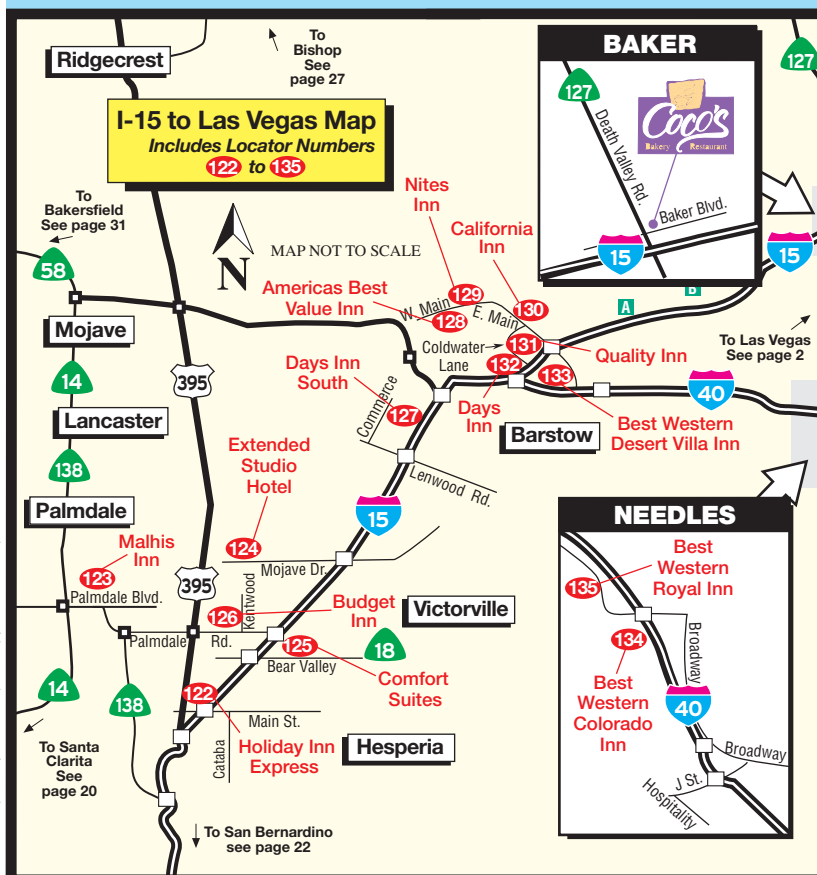 Ridgecrest
To
Bishop
See
page 27
BAKER
127
127
Death Valley Rd.
Coco's
Bakery Restaurant
Baker Blvd.
15
15
I-15 to Las Vegas Map
Includes Locator Numbers
122 to 135
To
Bakersfield
See page 31
58
N
MAP NOT TO SCALE
Nites
Inn
California
Inn
Americas Best
Value Inn
W. Main
129
128
E. Main
130
A
B
Mojave
Coldwater
Lane
131
132
133
Quality Inn
To Las Vegas
See page 2
14
395
Days Inn
South
Commerce
127
Days
Inn
40
Best Western
Desert Villa Inn
Barstow
Lancaster
138
Extended
Studio
Hotel
Lenwood Rd.
15
Palmdale
NEEDLES
Malhis
Inn
123
Palmdale Blvd.
124
Mojave Dr.
395
Kentwood
126
Budget
Inn
Victorville
Palmdale Rd.
125
Bear Valley
18
Comfort
Suites
Best
Western
Royal Inn
135
134
Broadway
Best
Western
Colorado
Inn
40
Broadway
J St.
Hospitality
14
138
122
Main St.
Cataba
Holiday Inn
Express
Hesperia
To Santa
Clarita
See
page 20
To San Bernardino
see page 22